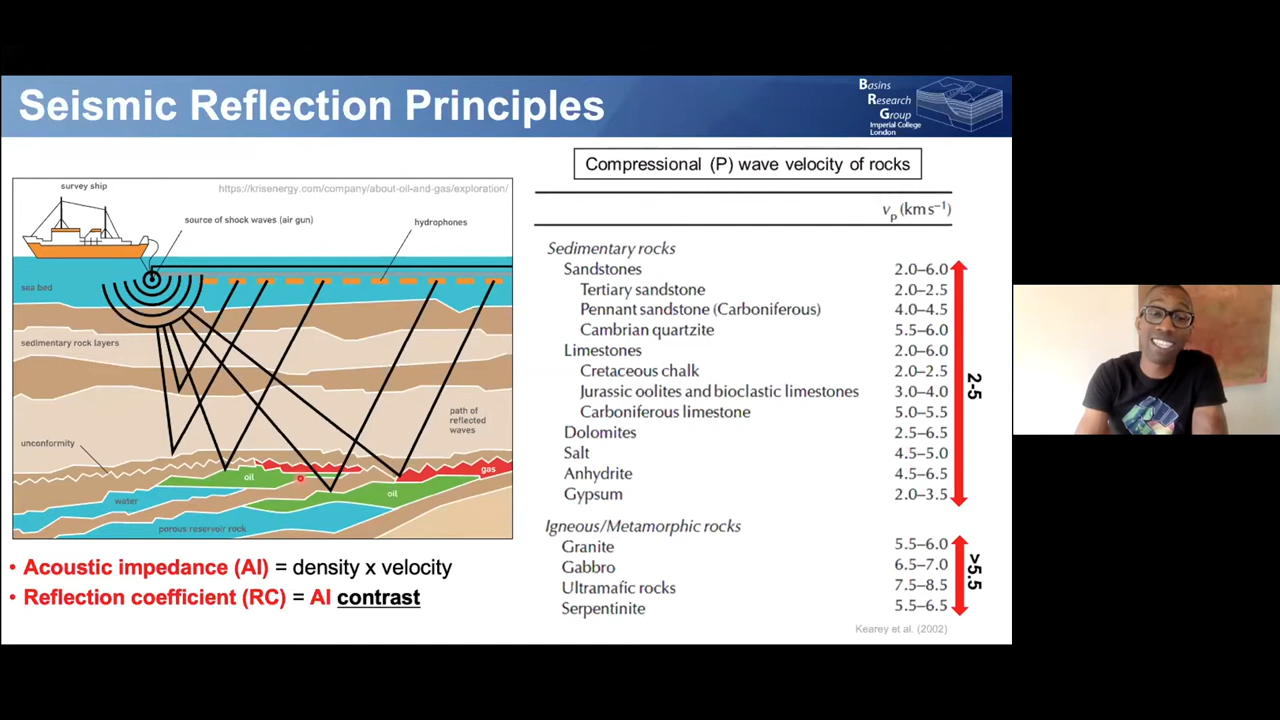 Seismic Reflection Principles
Basins
Research
Group
Imperial College
London
survey ship
https://krisenergy.com/company/about-oil-and-gas/exploration/
source of shock waves (air gun)
hydrophones
sea bed
sedimentary rock layers
path of
reflected
waves
unconformity
oil
gas
oil
water
porous reservoir rock
• Acoustic impedance (AI) = density x velocity
• Reflection coefficient (RC) = AI contrast
Compressional (P) wave velocity of rocks
vp (km s−1)
Sedimentary rocks
Sandstones 2.0–6.0
Tertiary sandstone 2.0–2.5
Pennant sandstone (Carboniferous) 4.0–4.5
Cambrian quartzite 5.5–6.0
Limestones 2.0–6.0
Cretaceous chalk 2.0–2.5
Jurassic oolites and bioclastic limestones 3.0–4.0
Carboniferous limestone 5.0–5.5
Dolomites 2.5–6.5
Salt 4.5–5.0
Anhydrite 4.5–6.5
Gypsum 2.0–3.5
2-5
Igneous/Metamorphic rocks
Granite 5.5–6.0
Gabbro 6.5–7.0
Ultramafic rocks 7.5–8.5
Serpentinite 5.5–6.5
>5.5
Kearey et al. (2002)